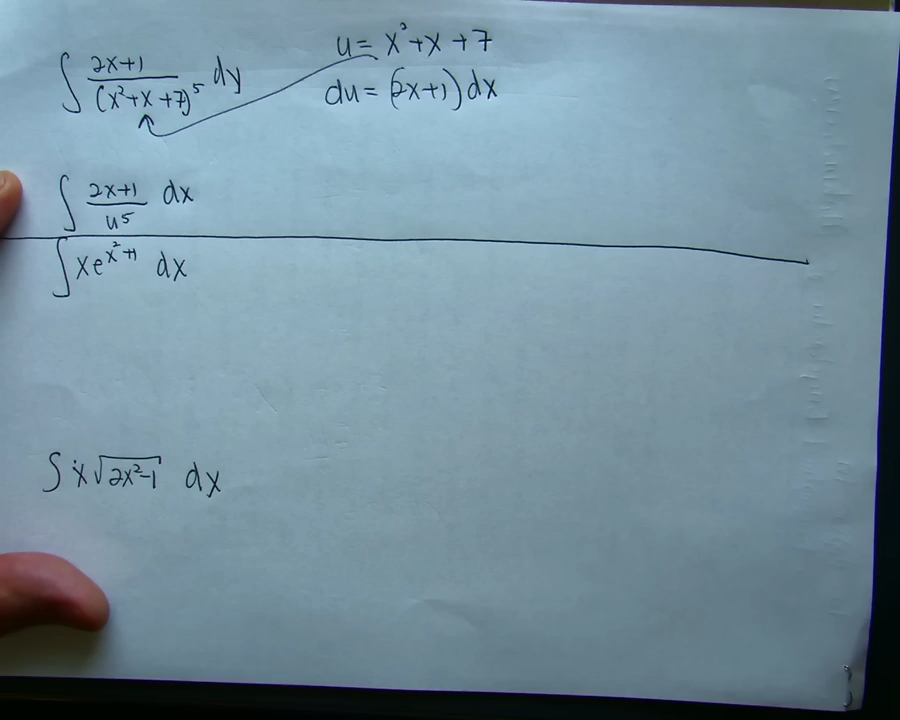 ∫ (2x+1)/(x²+x+7)⁵ dy
u = x²+x+7
du = (2x+1) dx
∫ (2x+1)/u⁵ dx
∫ xe^(x²+1) dx
∫ x√(2x²-1) dx